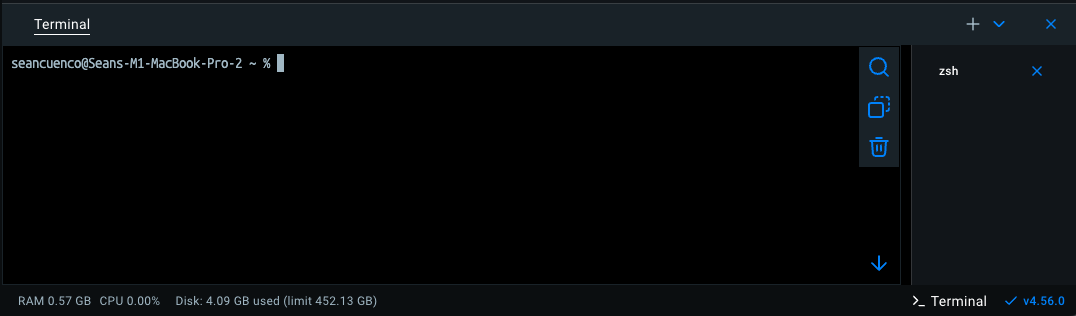 Terminal
seancuenco@Seans-M1-MacBook-Pro-2 ~ %
zsh
RAM 0.57 GB CPU 0.00% Disk: 4.09 GB used (limit 452.13 GB)
>_ Terminal
v4.56.0